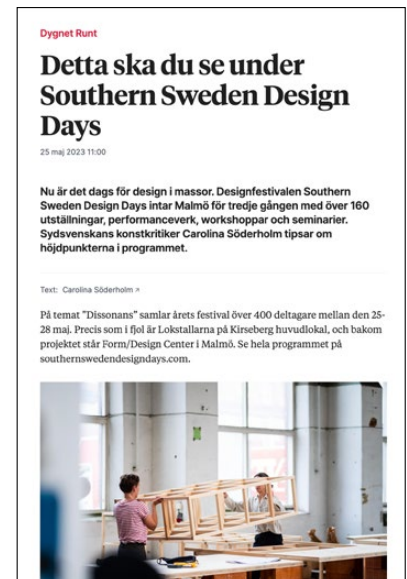 Dygnet Runt
Detta ska du se under
Southern Sweden Design
Days
25 maj 2023 11:00
Nu är det dags för design i massor. Designfestivalen Southern
Sweden Design Days intar Malmö för tredje gången med över 160
utställningar, performanceverk, workshoppar och seminarier.
Sydsvenskans konstkritiker Carolina Söderholm tipsar om
höjdpunkterna i programmet.
Text: Carolina Söderholm ↗
På temat ”Dissonans” samlar årets festival över 400 deltagare mellan den 25-
28 maj. Precis som i fjol är Lokstallarna på Kirseberg huvudlokal, och bakom
projektet står Form/Design Center i Malmö. Se hela programmet på
southernswedendesigndays.com.